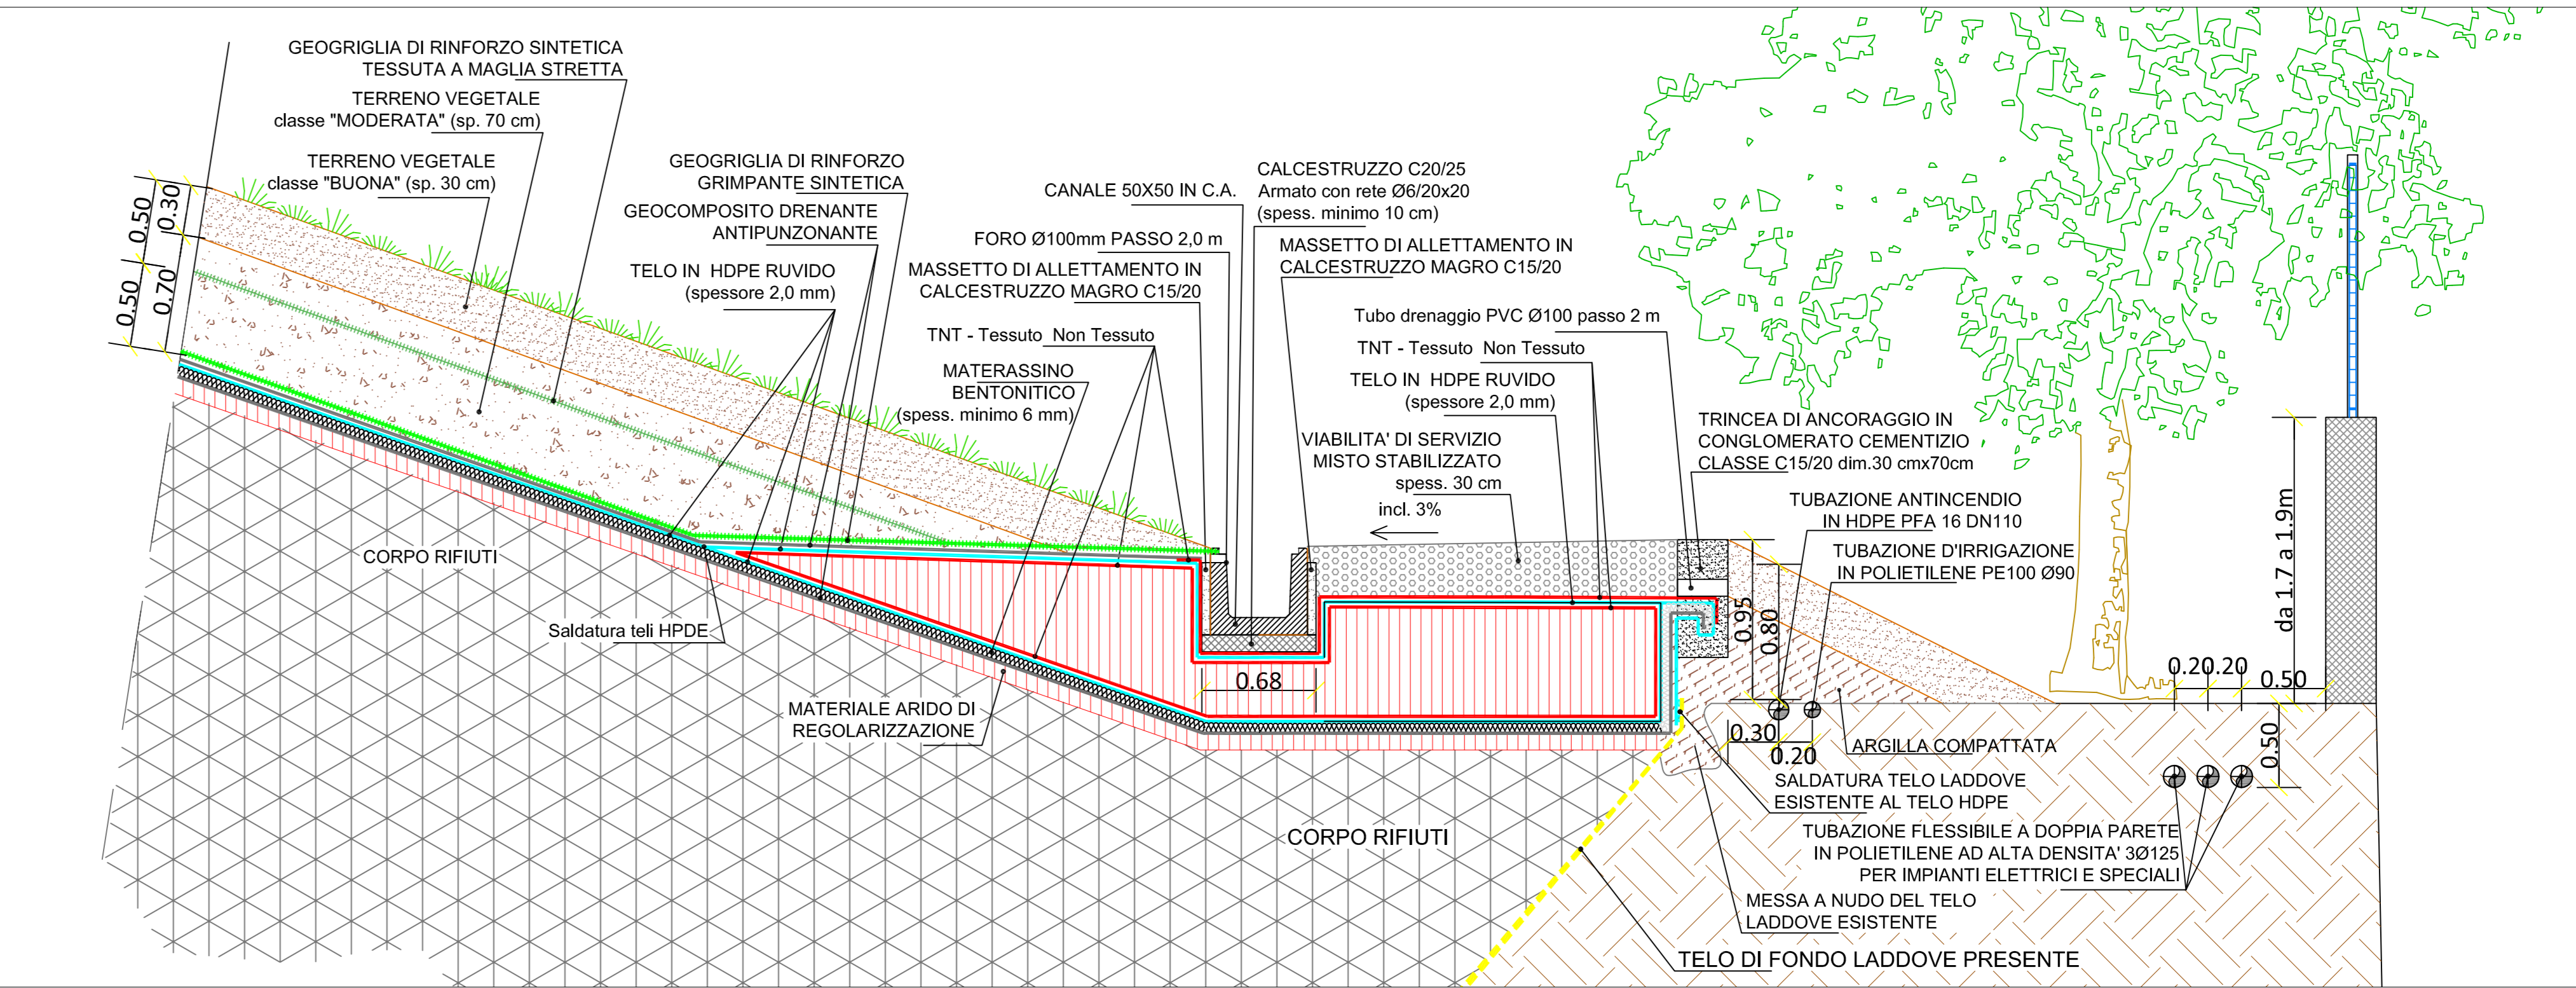 GEOGRIGLIA DI RINFORZO SINTETICA
TESSUTA A MAGLIA STRETTA
TERRENO VEGETALE
classe "MODERATA" (sp. 70 cm)
TERRENO VEGETALE
classe "BUONA" (sp. 30 cm)
0.50
0.30
0.50
0.70
GEOGRIGLIA DI RINFORZO
GRIMPANTE SINTETICA
GEOCOMPOSITO DRENANTE
ANTIPUNZONANTE
TELO IN HDPE RUVIDO
(spessore 2,0 mm)
CANALE 50X50 IN C.A.
FORO Ø100mm PASSO 2,0 m
MASSETTO DI ALLETTAMENTO IN
CALCESTRUZZO MAGRO C15/20
TNT - Tessuto Non Tessuto
MATERASSINO
BENTONITICO
(spess. minimo 6 mm)
CALCESTRUZZO C20/25
Armato con rete Ø6/20x20
(spess. minimo 10 cm)
MASSETTO DI ALLETTAMENTO IN
CALCESTRUZZO MAGRO C15/20
Tubo drenaggio PVC Ø100 passo 2 m
TNT - Tessuto Non Tessuto
TELO IN HDPE RUVIDO
(spessore 2,0 mm)
VIABILITA' DI SERVIZIO
MISTO STABILIZZATO
spess. 30 cm
incl. 3%
TRINCEA DI ANCORAGGIO IN
CONGLOMERATO CEMENTIZIO
CLASSE C15/20 dim.30 cmx70cm
TUBAZIONE ANTINCENDIO
IN HDPE PFA 16 DN110
TUBAZIONE D'IRRIGAZIONE
IN POLIETILENE PE100 Ø90
da 1.7 a 1.9m
0.95
0.80
0.20
0.20
0.50
CORPO RIFIUTI
Saldatura teli HPDE
0.68
MATERIALE ARIDO DI
REGOLARIZZAZIONE
0.30
0.20
0.50
ARGILLA COMPATTATA
SALDATURA TELO LADDOVE
ESISTENTE AL TELO HDPE
CORPO RIFIUTI
TUBAZIONE FLESSIBILE A DOPPIA PARETE
IN POLIETILENE AD ALTA DENSITA' 3Ø125
PER IMPIANTI ELETTRICI E SPECIALI
MESSA A NUDO DEL TELO
LADDOVE ESISTENTE
TELO DI FONDO LADDOVE PRESENTE